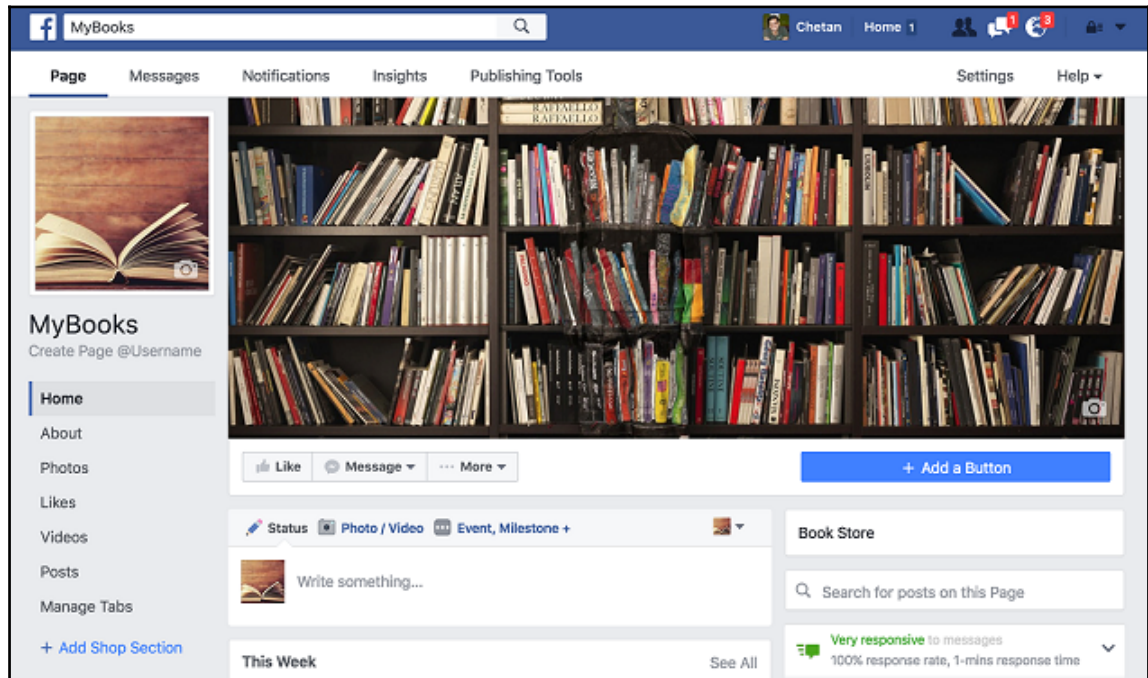 f MyBooks Chetan Home 1 1 3
Page Messages Notifications Insights Publishing Tools Settings Help
RAFFAELLO
RAFFAELLO
MyBooks
Create Page @Username
Home
About
Photos
Likes
Videos
Posts
Manage Tabs
+ Add Shop Section
Like Message ... More
+ Add a Button
Status Photo / Video Event, Milestone +
Write something...
This Week See All
Book Store
Search for posts on this Page
Very responsive to messages
100% response rate, 1-mins response time